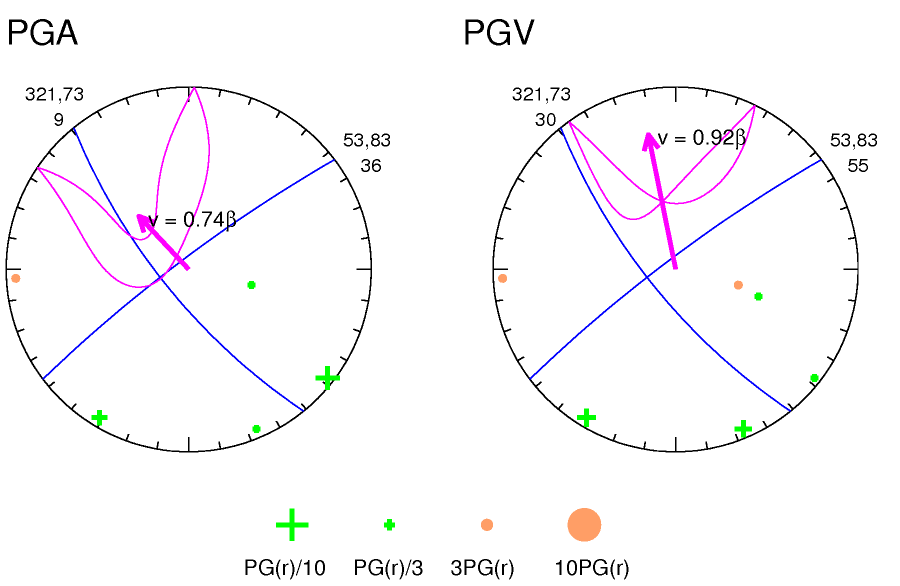 PGA
PGV
321,73
9
53,83
36
v = 0.74β
321,73
30
53,83
55
v = 0.92β
PG(r)/10 PG(r)/3 3PG(r) 10PG(r)